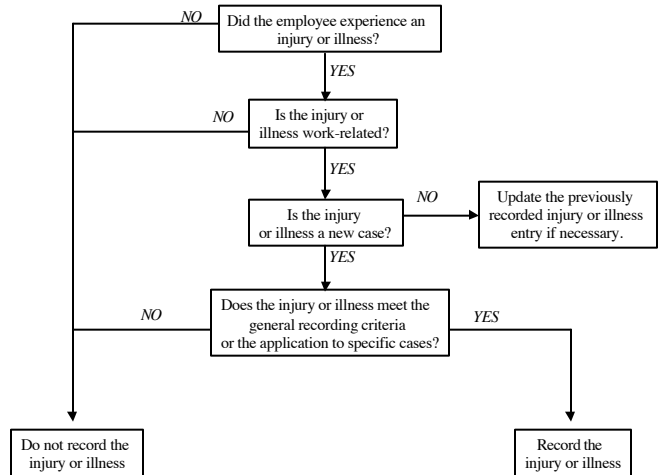 NO
Did the employee experience an
injury or illness?
YES
NO
Is the injury or
illness work-related?
YES
Is the injury
or illness a new case?
NO
Update the previously
recorded injury or illness
entry if necessary.
YES
NO
Does the injury or illness meet the
general recording criteria
or the application to specific cases?
YES
Do not record the
injury or illness
Record the
injury or illness